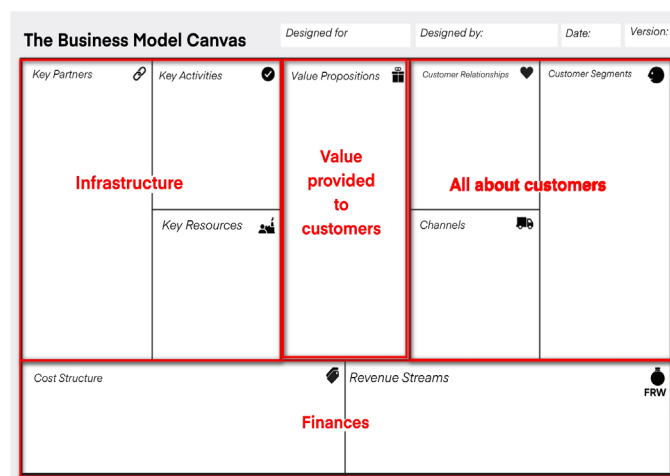 The Business Model Canvas
Designed for
Designed by:
Date:
Version:
Key Partners
Key Activities
Value Propositions
Customer Relationships
Customer Segments
Infrastructure
Value
provided
to
customers
All about customers
Key Resources
Channels
Cost Structure
Revenue Streams
FRW
Finances